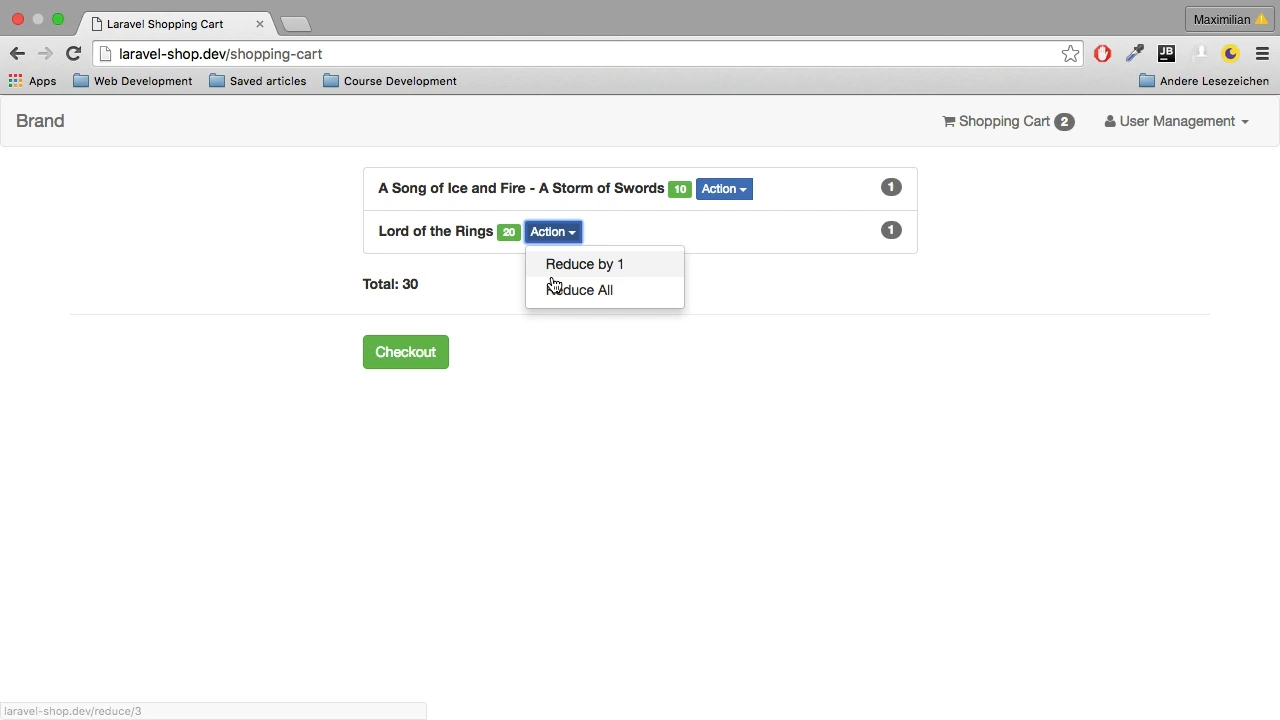 Laravel Shopping Cart
Maximilian
laravel-shop.dev/shopping-cart
JB
Apps
Web Development
Saved articles
Course Development
Andere Lesezeichen
Brand
Shopping Cart 2
User Management
A Song of Ice and Fire - A Storm of Swords 10 Action 1
Lord of the Rings 20 Action 1
Reduce by 1
Reduce All
Total: 30
Checkout
laravel-shop.dev/reduce/3